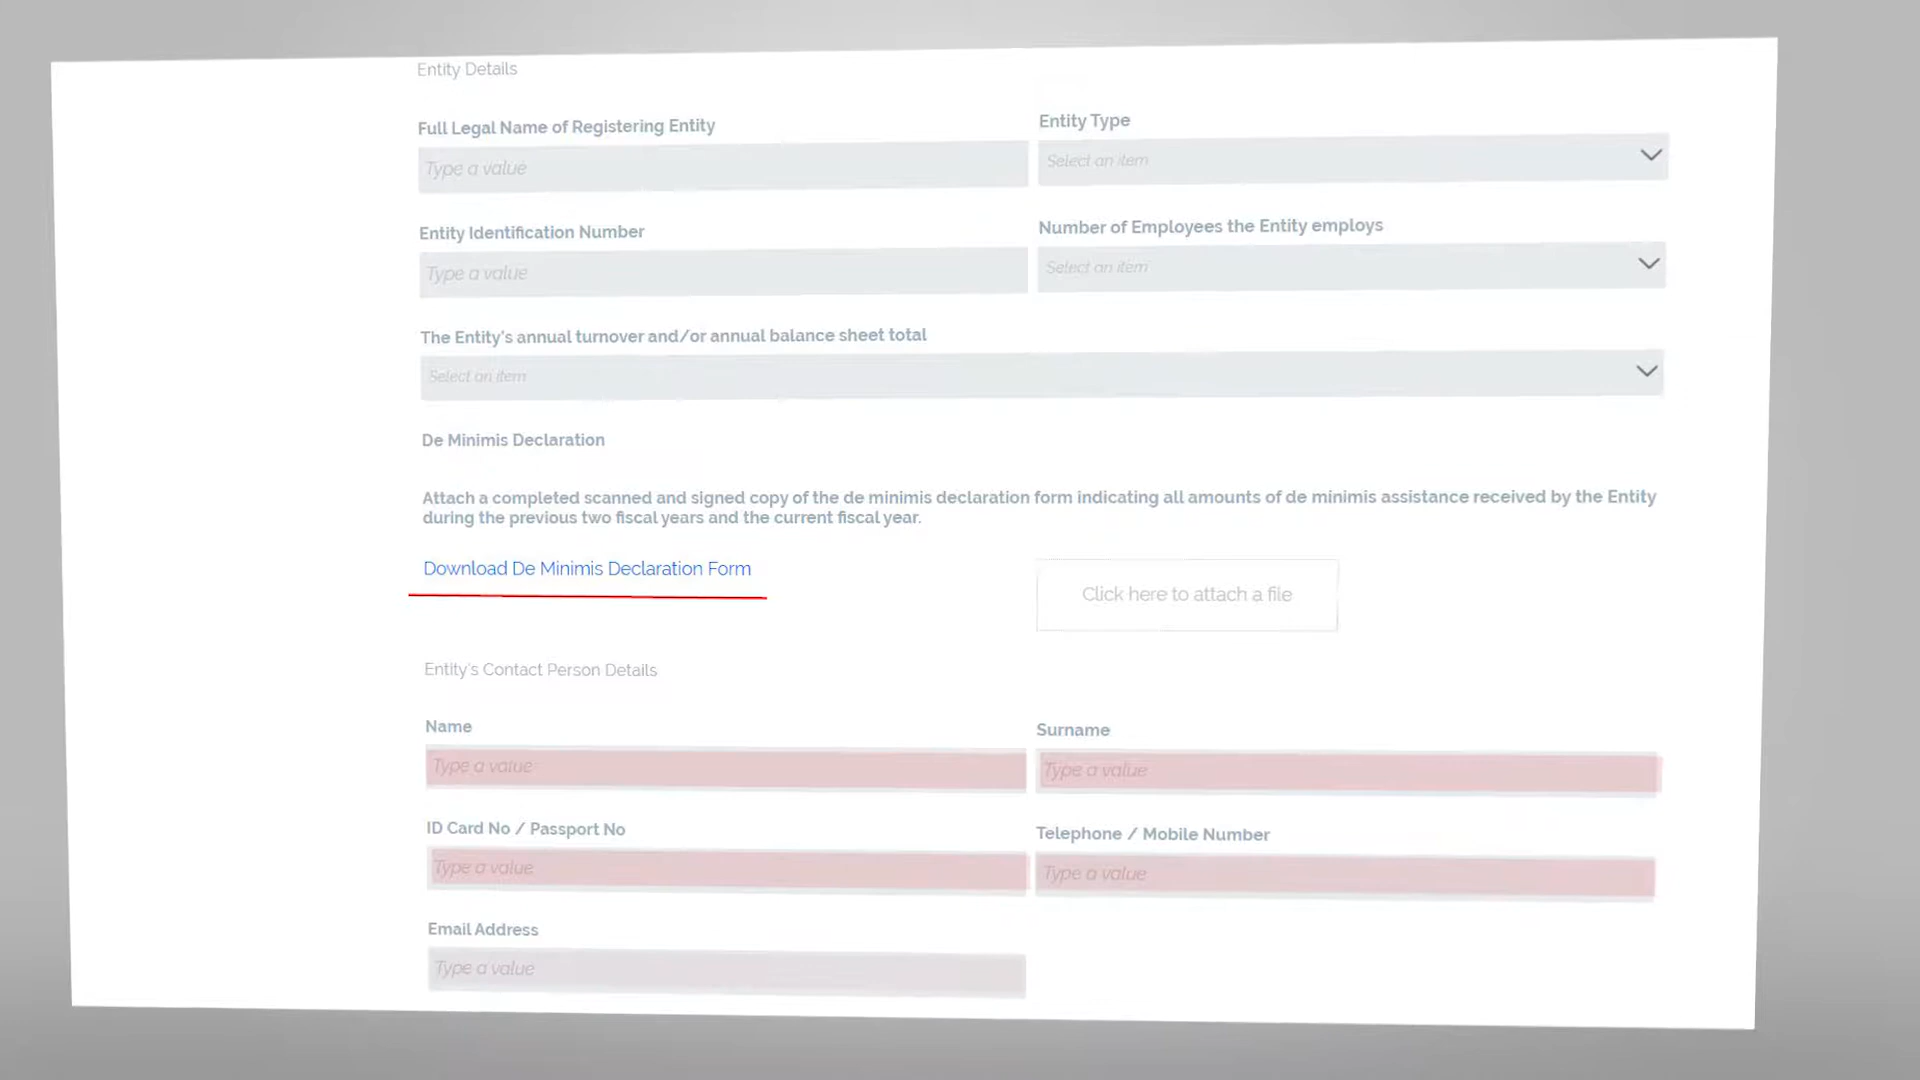 Entity Details
Full Legal Name of Registering Entity
Type a value
Entity Type
Select an item
Entity Identification Number
Type a value
Number of Employees the Entity employs
Select an item
The Entity's annual turnover and/or annual balance sheet total
Select an item
De Minimis Declaration
Attach a completed scanned and signed copy of the de minimis declaration form indicating all amounts of de minimis assistance received by the Entity
during the previous two fiscal years and the current fiscal year.
Download De Minimis Declaration Form
Click here to attach a file
Entity's Contact Person Details
Name
Type a value
Surname
Type a value
ID Card No / Passport No
Type a value
Telephone / Mobile Number
Type a value
Email Address
Type a value